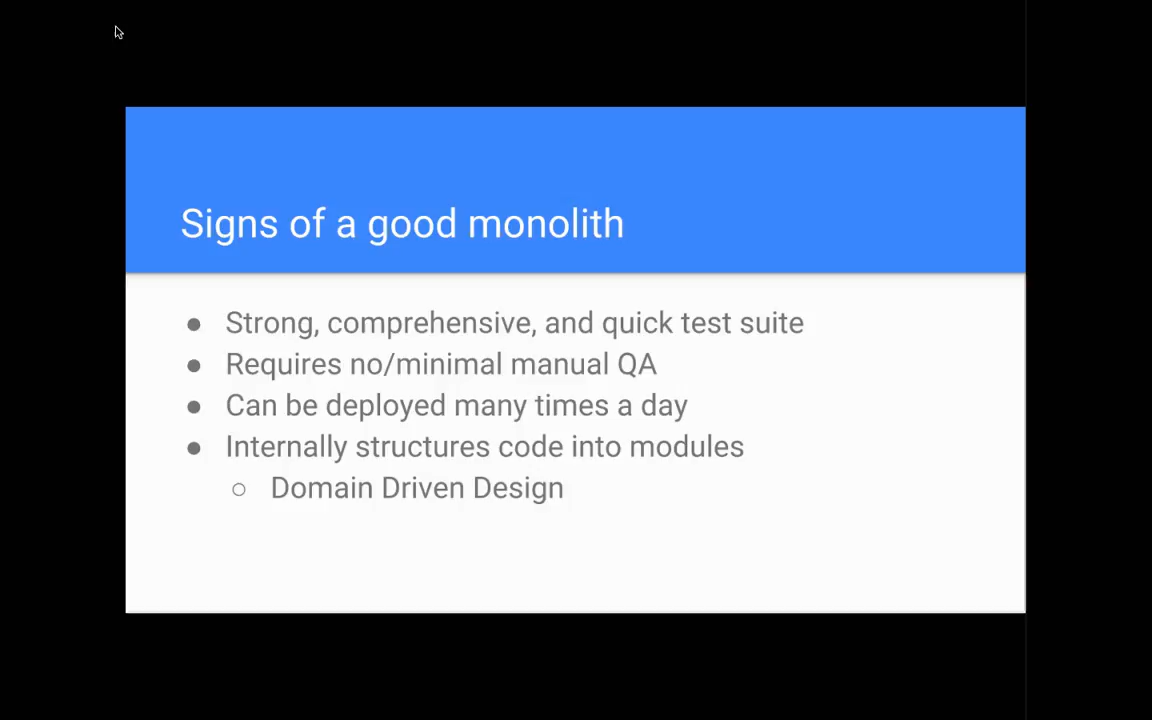 Signs of a good monolith
● Strong, comprehensive, and quick test suite
● Requires no/minimal manual QA
● Can be deployed many times a day
● Internally structures code into modules
○ Domain Driven Design